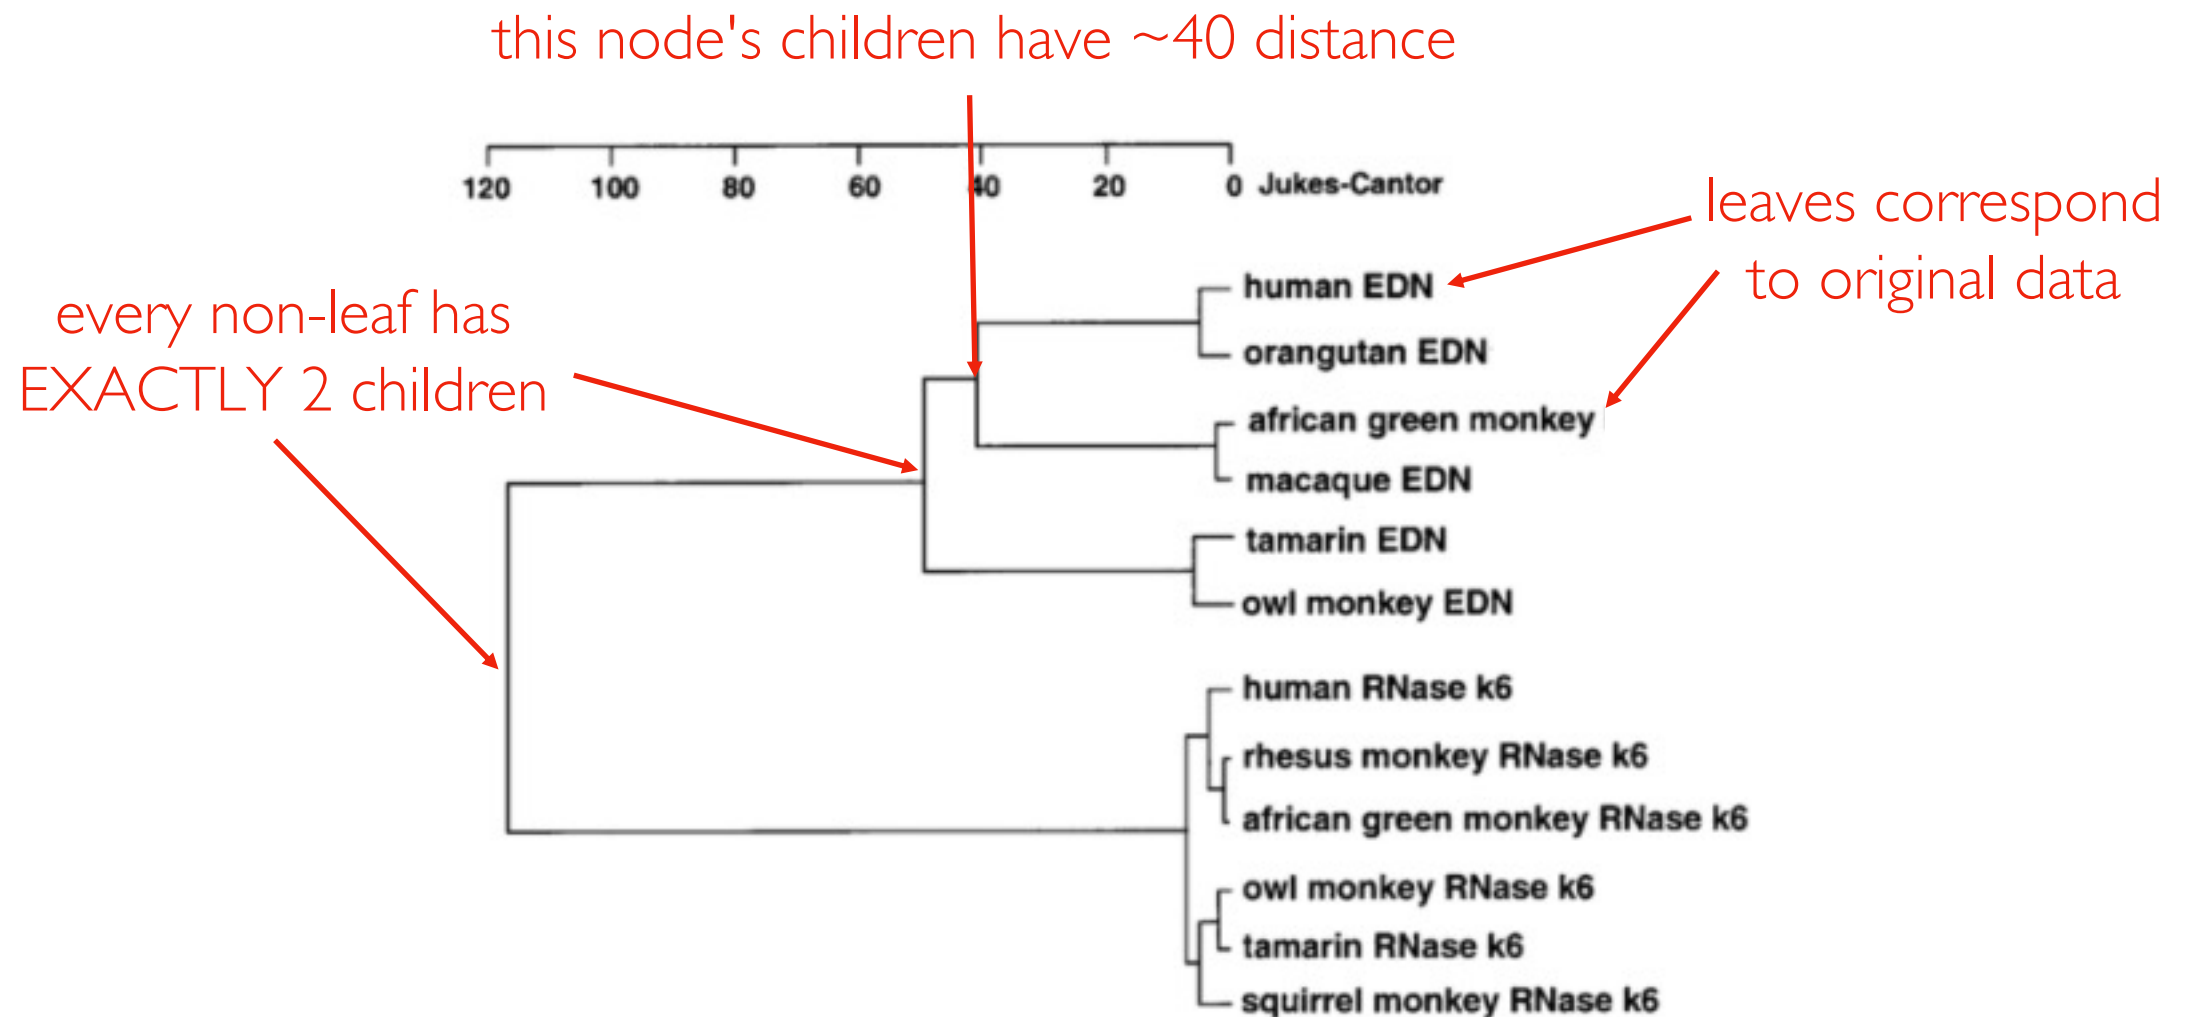 this node's children have ~40 distance
120 100 80 60 40 20 0 Jukes-Cantor
leaves correspond
to original data
every non-leaf has
EXACTLY 2 children
human EDN
orangutan EDN
african green monkey
macaque EDN
tamarin EDN
owl monkey EDN
human RNase k6
rhesus monkey RNase k6
african green monkey RNase k6
owl monkey RNase k6
tamarin RNase k6
squirrel monkey RNase k6